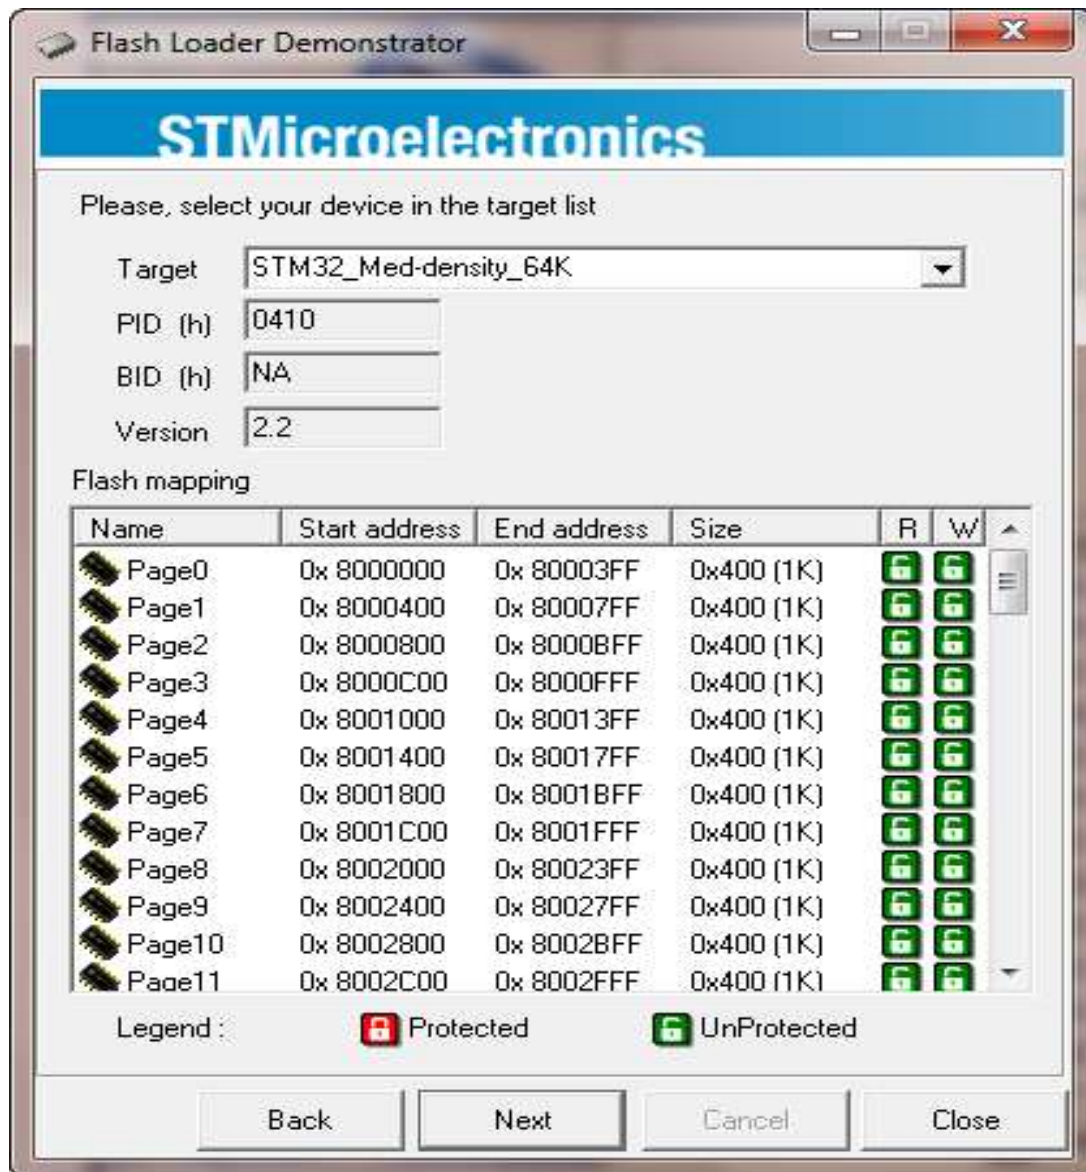 Flash Loader Demonstrator
STMicroelectronics
Please, select your device in the target list
Target STM32_Med-density_64K
PID (h) 0410
BID (h) NA
Version 2.2
Flash mapping
Name Start address End address Size R W
Page0 0x 8000000 0x 80003FF 0x400 (1K)
Page1 0x 8000400 0x 80007FF 0x400 (1K)
Page2 0x 8000800 0x 8000BFF 0x400 (1K)
Page3 0x 8000C00 0x 8000FFF 0x400 (1K)
Page4 0x 8001000 0x 80013FF 0x400 (1K)
Page5 0x 8001400 0x 80017FF 0x400 (1K)
Page6 0x 8001800 0x 8001BFF 0x400 (1K)
Page7 0x 8001C00 0x 8001FFF 0x400 (1K)
Page8 0x 8002000 0x 80023FF 0x400 (1K)
Page9 0x 8002400 0x 80027FF 0x400 (1K)
Page10 0x 8002800 0x 8002BFF 0x400 (1K)
Page11 0x 8002C00 0x 8002FFF 0x400 (1K)
Legend : Protected UnProtected
Back Next Cancel Close